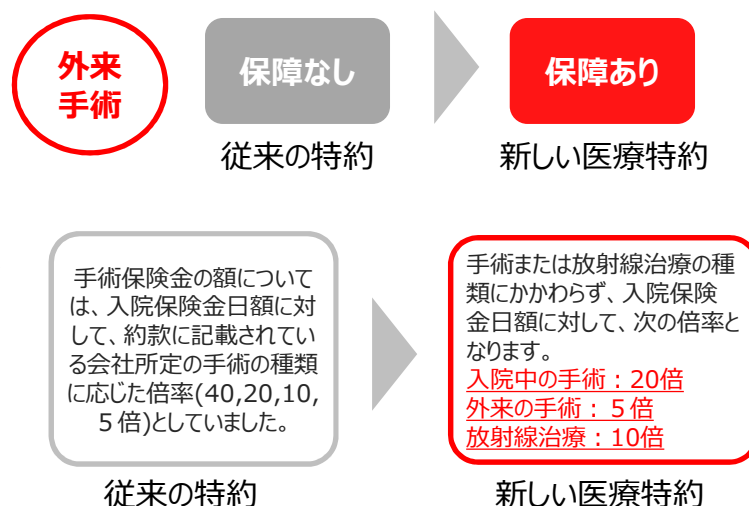 外来
手術
保障なし
保障あり
従来の特約
新しい医療特約
手術保険金の額について
は、入院保険金日額に対
して、約款に記載されてい
る会社所定の手術の種類
に応じた倍率(40,20,10,
５倍)としていました。
手術または放射線治療の種
類にかかわらず、入院保険
金日額に対して、次の倍率と
なります。
入院中の手術：20倍
外来の手術：５倍
放射線治療：10倍
従来の特約
新しい医療特約